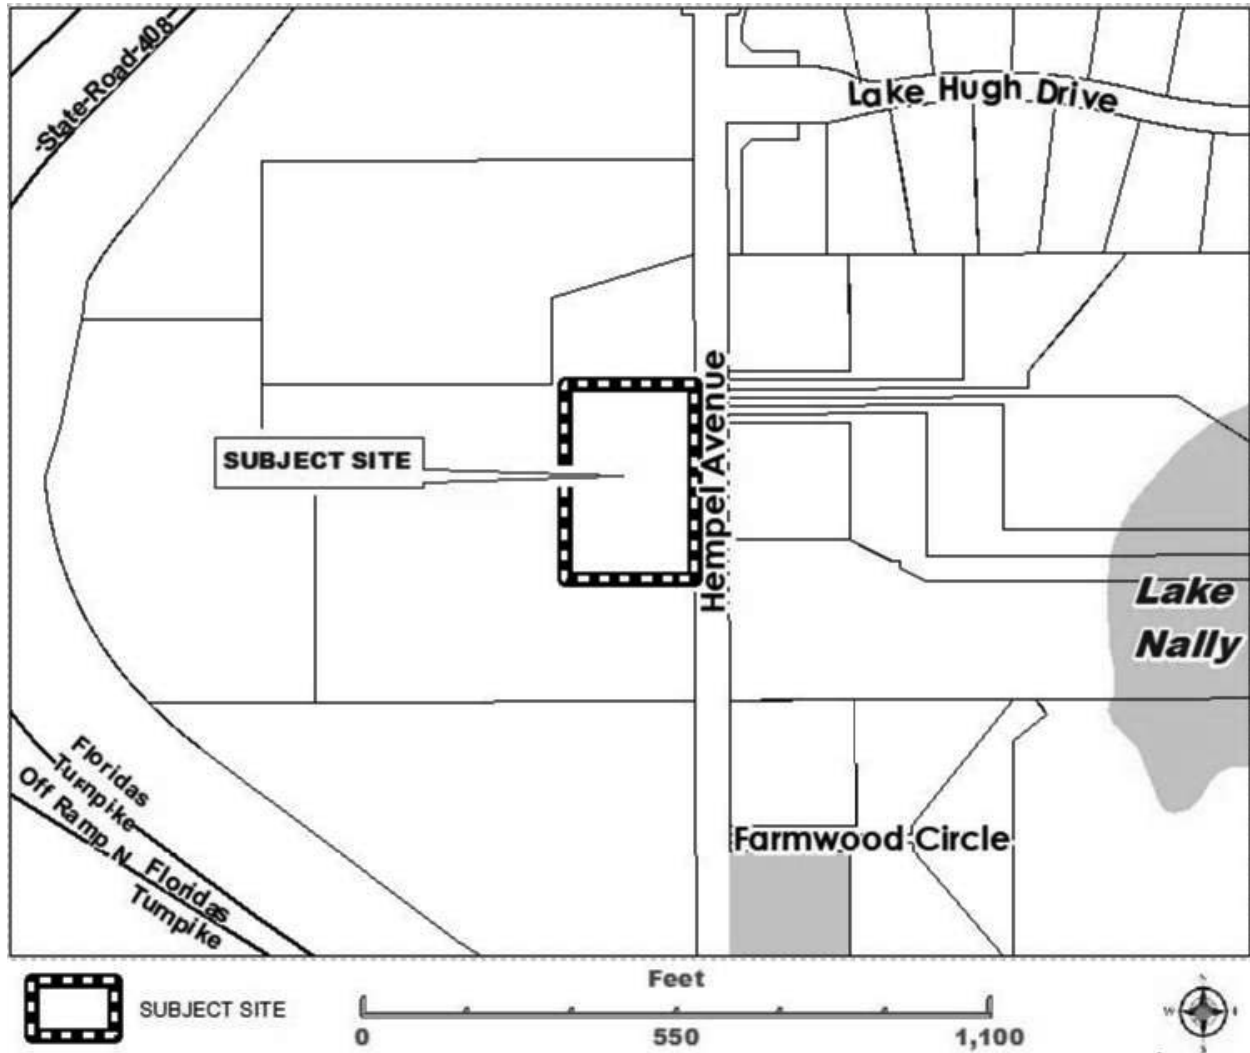 State-Road-408
Lake Hugh Drive
Hempel Avenue
SUBJECT SITE
Lake
Nally
Floridas
Turnpike
Off Ramp N Floridas
Turnpike
Farmwood Circle
SUBJECT SITE
Feet
0 550 1,100
N
W